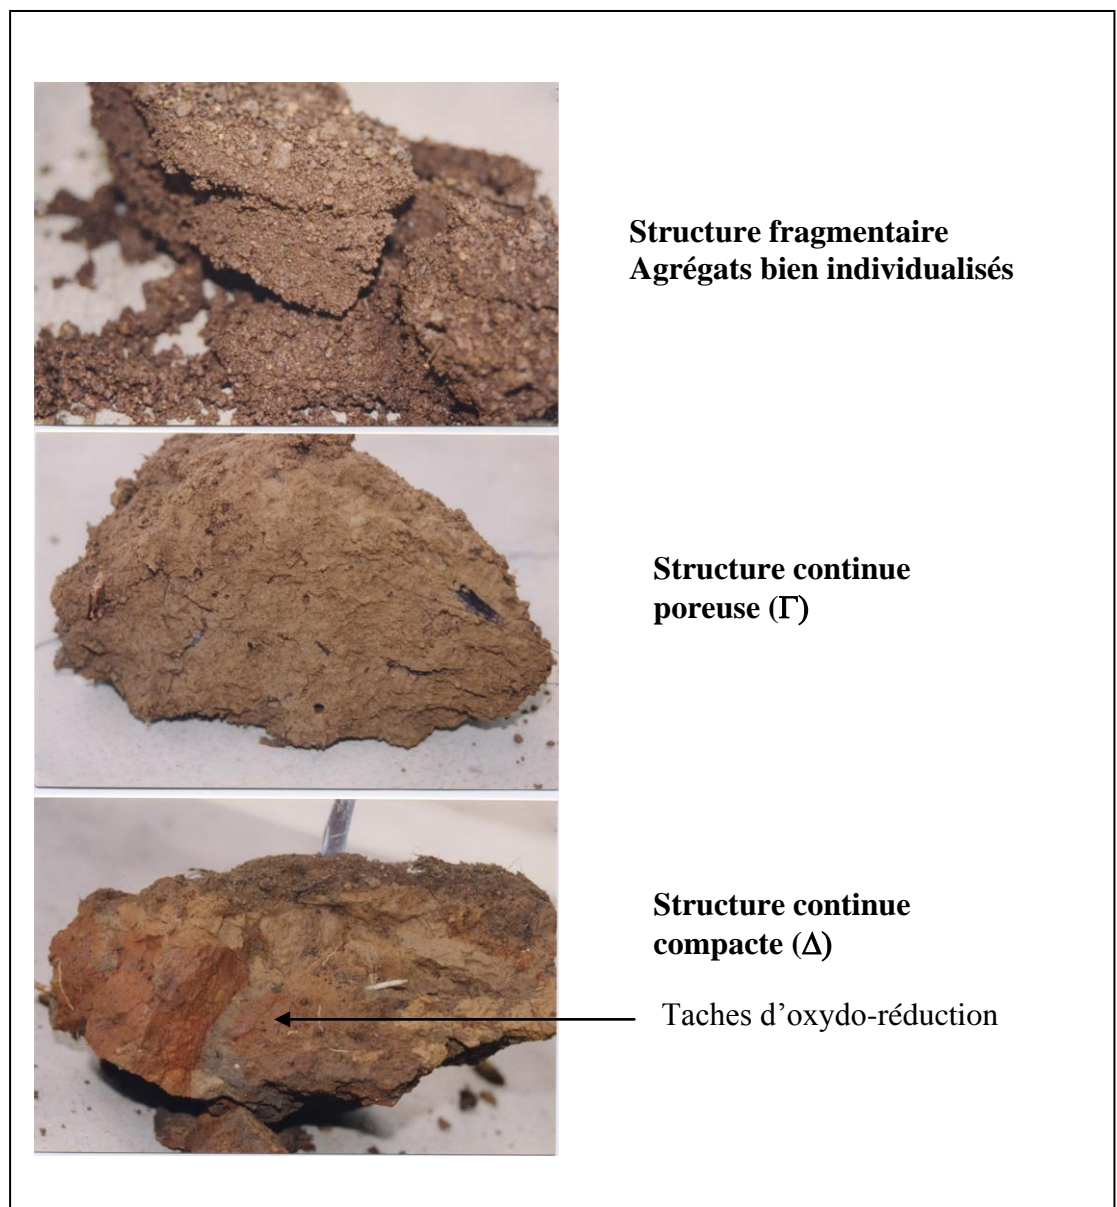 Structure fragmentaire
Agrégats bien individualisés
Structure continue
poreuse (Γ)
Structure continue
compacte (Δ)
Taches d’oxydo-réduction